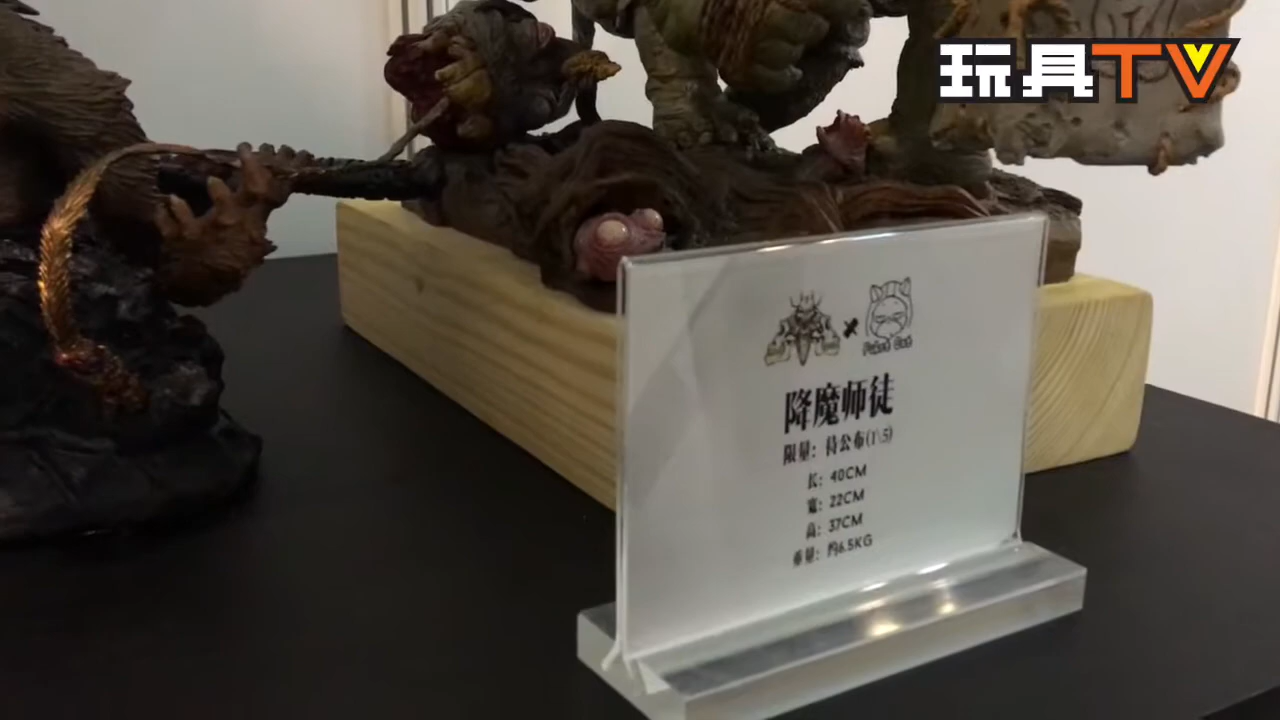 玩具TV
降魔师徒
限量：待公布(1\5)
长：40CM
宽：22CM
高：37CM
重量：约6.5KG